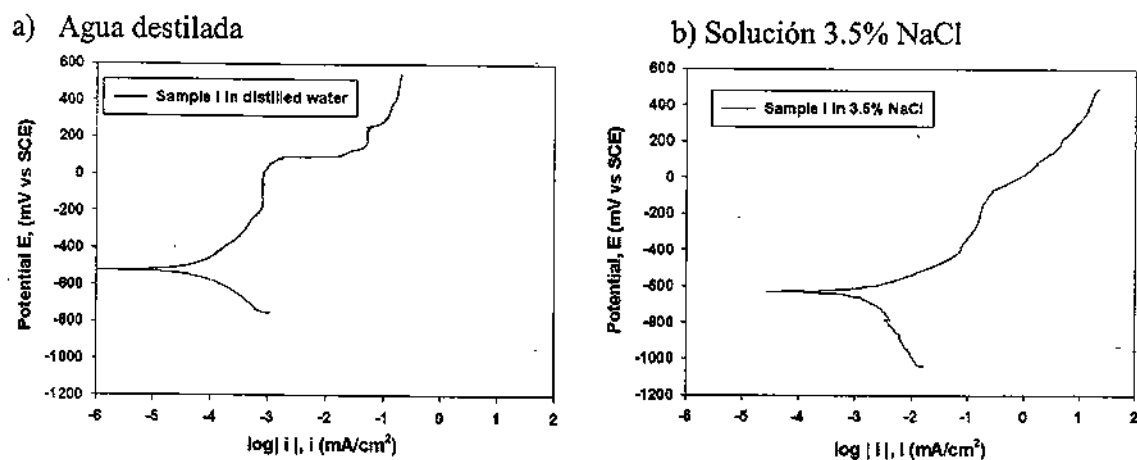 a) Agua destilada
600
400
200
0
-200
-400
-600
-800
-1000
-1200
Potential E, (mV vs SCE)
Sample I in distilled water
-6 -5 -4 -3 -2 -1 0 1 2
log| i |, i (mA/cm²)
b) Solución 3.5% NaCl
600
400
200
0
-200
-400
-600
-800
-1000
-1200
Potential, E (mV vs SCE)
Sample I in 3.5% NaCl
-6 -5 -4 -3 -2 -1 0 1 2
log | I |, I (mA/cm²)